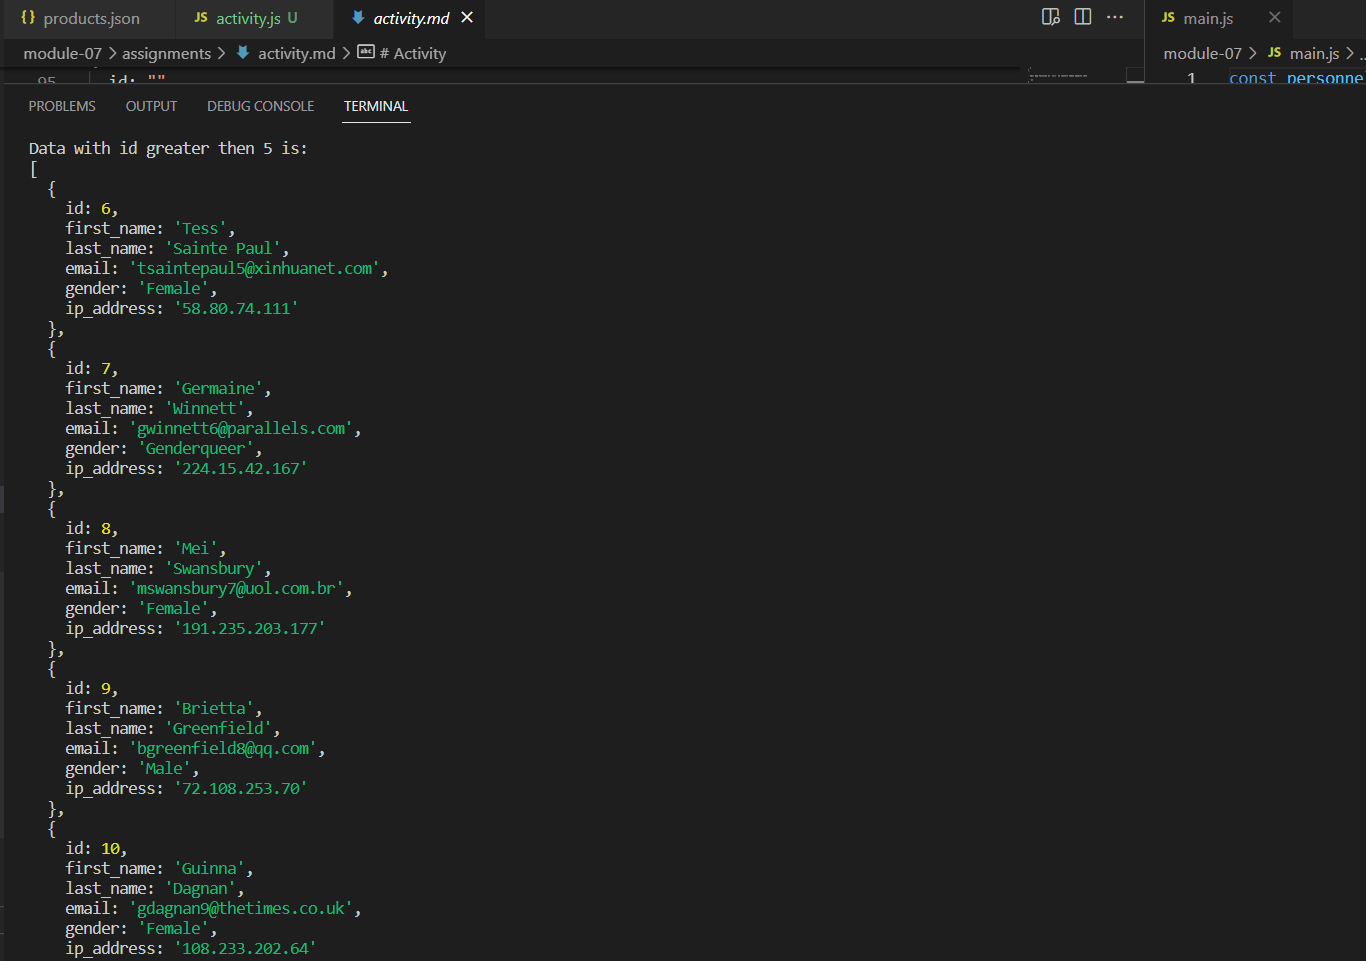 {} products.json JS activity.js U activity.md × ··· JS main.js ×
module-07 > assignments > activity.md > abc # Activity module-07 > JS main.js > ..
95 id: "" 1 const personne
PROBLEMS OUTPUT DEBUG CONSOLE TERMINAL
Data with id greater then 5 is:
[
{
id: 6,
first_name: 'Tess',
last_name: 'Sainte Paul',
email: 'tsaintepaul5@xinhuanet.com',
gender: 'Female',
ip_address: '58.80.74.111'
},
{
id: 7,
first_name: 'Germaine',
last_name: 'Winnett',
email: 'gwinnett6@parallels.com',
gender: 'Genderqueer',
ip_address: '224.15.42.167'
},
{
id: 8,
first_name: 'Mei',
last_name: 'Swansbury',
email: 'mswansbury7@uol.com.br',
gender: 'Female',
ip_address: '191.235.203.177'
},
{
id: 9,
first_name: 'Brietta',
last_name: 'Greenfield',
email: 'bgreenfield8@qq.com',
gender: 'Male',
ip_address: '72.108.253.70'
},
{
id: 10,
first_name: 'Guinna',
last_name: 'Dagnan',
email: 'gdagnan9@thetimes.co.uk',
gender: 'Female',
ip_address: '108.233.202.64'